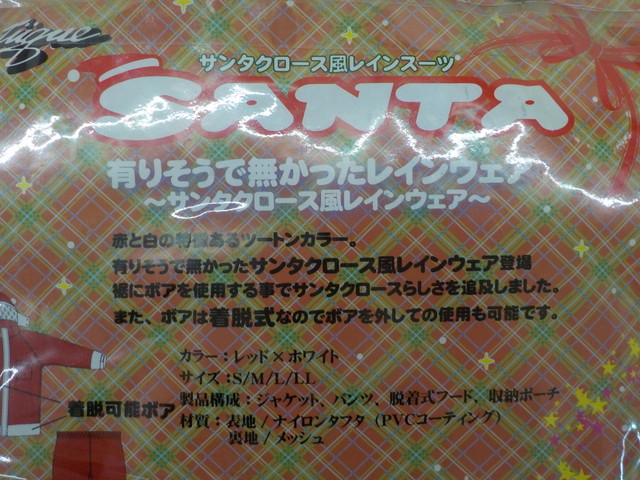 サンタクロース風レインスーツ
SANTA
有りそうで無かったレインウェア
～サンタクロース風レインウェア～
赤と白の特徴あるツートンカラー。
有りそうで無かったサンタクロース風レインウェア登場
裾にボアを使用する事でサンタクロースらしさを追及しました。
また、ボアは着脱式なのでボアを外しての使用も可能です。
カラー：レッド×ホワイト
サイズ：S/M/L/LL
製品構成：ジャケット、パンツ、脱着式フード、収納ポーチ
材質：表地/ナイロンタフタ（PVCコーティング）
裏地/メッシュ
着脱可能ボア